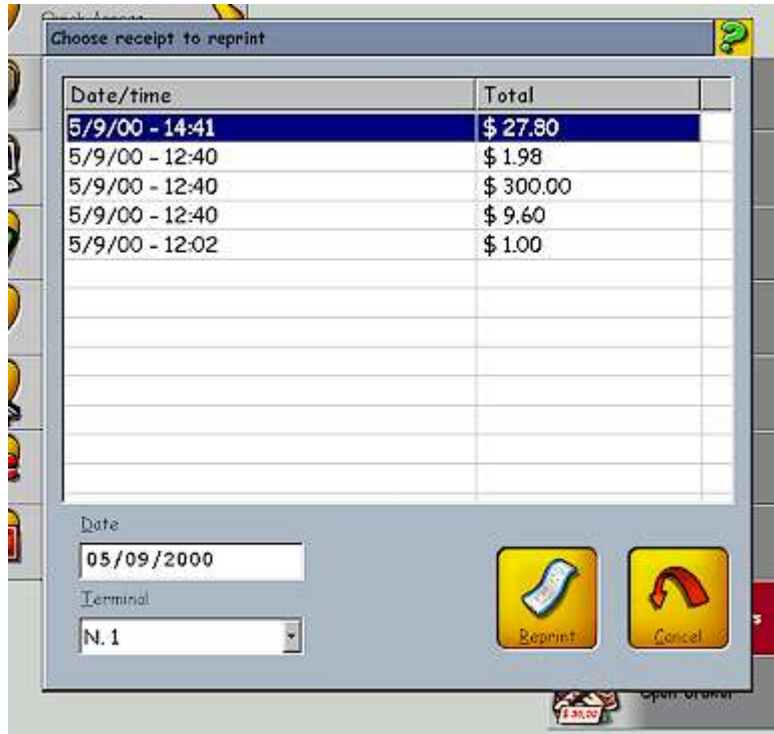 Choose receipt to reprint
Date/time Total
5/9/00 - 14:41 $ 27.80
5/9/00 - 12:40 $ 1.98
5/9/00 - 12:40 $ 300.00
5/9/00 - 12:40 $ 9.60
5/9/00 - 12:02 $ 1.00
Date
05/09/2000
Terminal
N. 1
Reprint Cancel
Open drawer